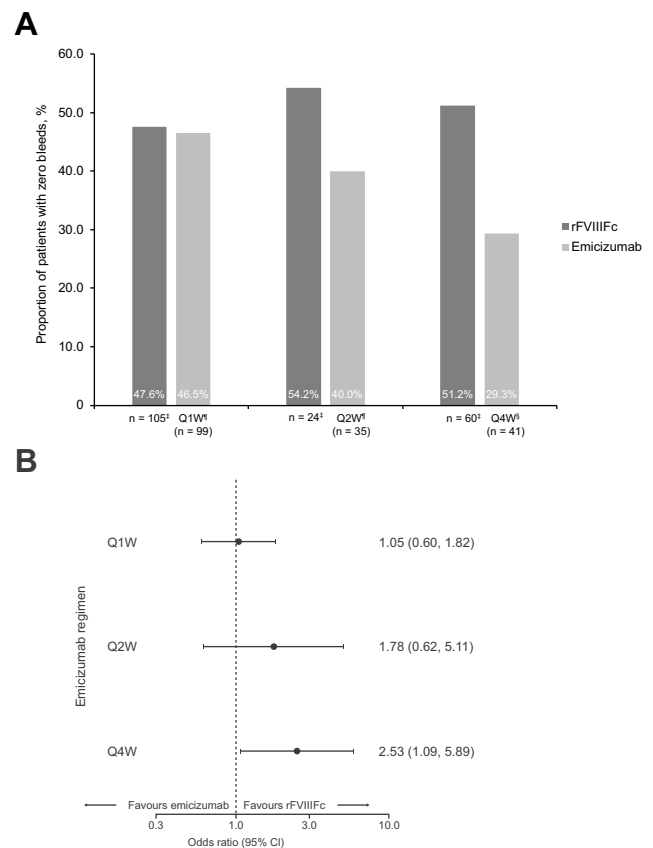 A
Proportion of patients with zero bleeds, %
60.0
50.0
40.0
30.0
20.0
10.0
0
47.6%
46.5%
54.2%
40.0%
51.2%
29.3%
rFVIIIFc
Emicizumab
n = 105‡ Q1W¶ n = 24‡ Q2W¶ n = 60‡ Q4W§
(n = 99) (n = 35) (n = 41)
B
Emicizumab regimen
Q1W 1.05 (0.60, 1.82)
Q2W 1.78 (0.62, 5.11)
Q4W 2.53 (1.09, 5.89)
Favours emicizumab Favours rFVIIIFc
0.3 1.0 3.0 10.0
Odds ratio (95% CI)